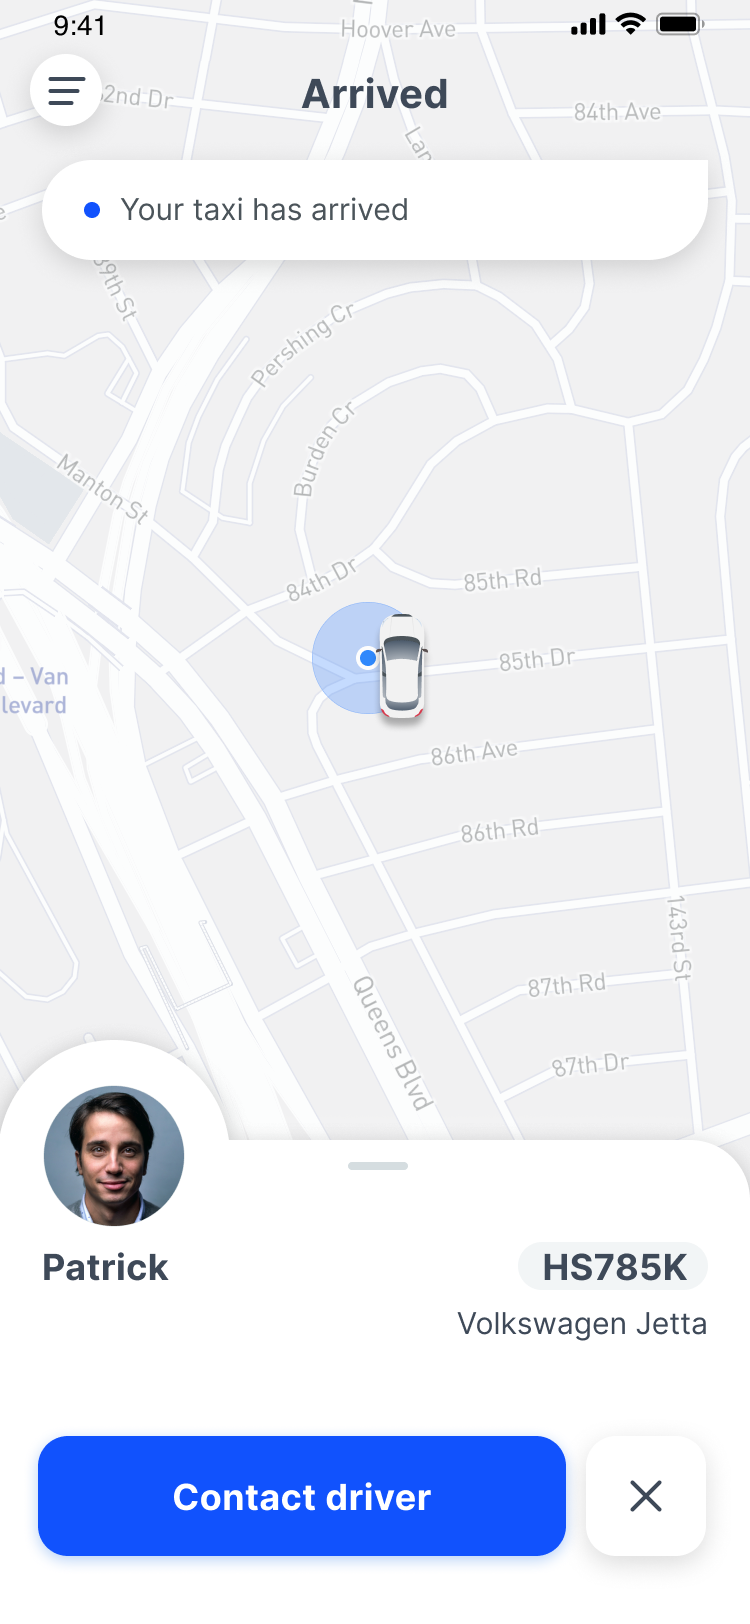 9:41
Hoover Ave
2nd Dr
Arrived
84th Ave
Lan
Your taxi has arrived
9th St
Pershing Cr
Burden Cr
Manton St
84th Dr
85th Rd
85th Dr
d – Van
levard
86th Ave
86th Rd
143rd St
87th Rd
Queens Blvd
87th Dr
Patrick
HS785K
Volkswagen Jetta
Contact driver